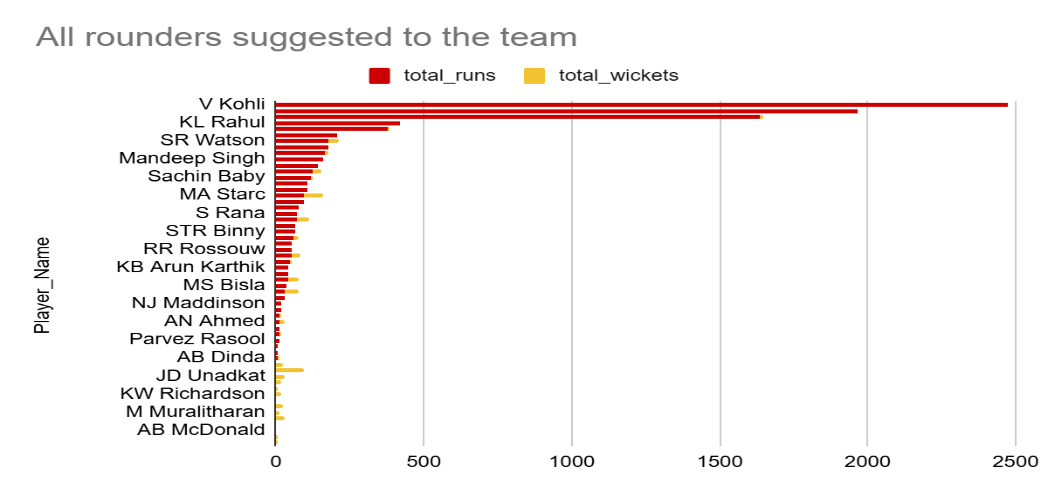 All rounders suggested to the team
total_runs total_wickets
Player_Name
V Kohli
KL Rahul
SR Watson
Mandeep Singh
Sachin Baby
MA Starc
S Rana
STR Binny
RR Rossouw
KB Arun Karthik
MS Bisla
NJ Maddinson
AN Ahmed
Parvez Rasool
AB Dinda
JD Unadkat
KW Richardson
M Muralitharan
AB McDonald
0 500 1000 1500 2000 2500